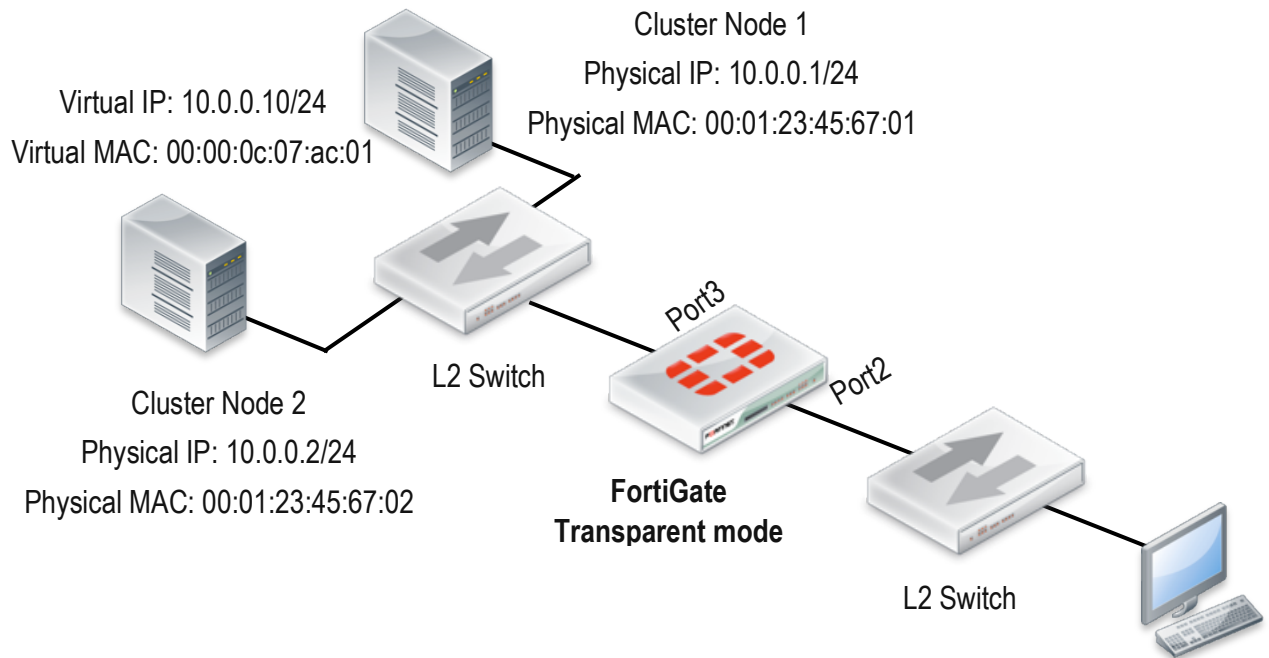 Cluster Node 1
Physical IP: 10.0.0.1/24
Physical MAC: 00:01:23:45:67:01
Virtual IP: 10.0.0.10/24
Virtual MAC: 00:00:0c:07:ac:01
Port3
Port2
L2 Switch
Cluster Node 2
Physical IP: 10.0.0.2/24
Physical MAC: 00:01:23:45:67:02
FortiGate
Transparent mode
L2 Switch